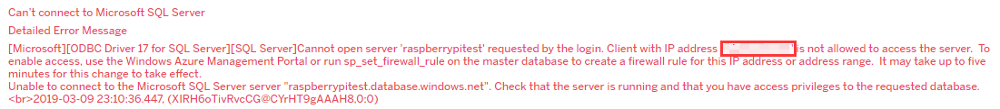 Can't connect to Microsoft SQL Server
Detailed Error Message
[Microsoft][ODBC Driver 17 for SQL Server][SQL Server]Cannot open server 'raspberrypitest' requested by the login. Client with IP address ' is not allowed to access the server.  To
enable access, use the Windows Azure Management Portal or run sp_set_firewall_rule on the master database to create a firewall rule for this IP address or address range.  It may take up to five
minutes for this change to take effect.
Unable to connect to the Microsoft SQL Server server "raspberrypitest.database.windows.net". Check that the server is running and that you have access privileges to the requested database.
<br>2019-03-09 23:10:36.447, (XIRH6oTivRvcCG@CYrHT9gAAAH8,0:0)